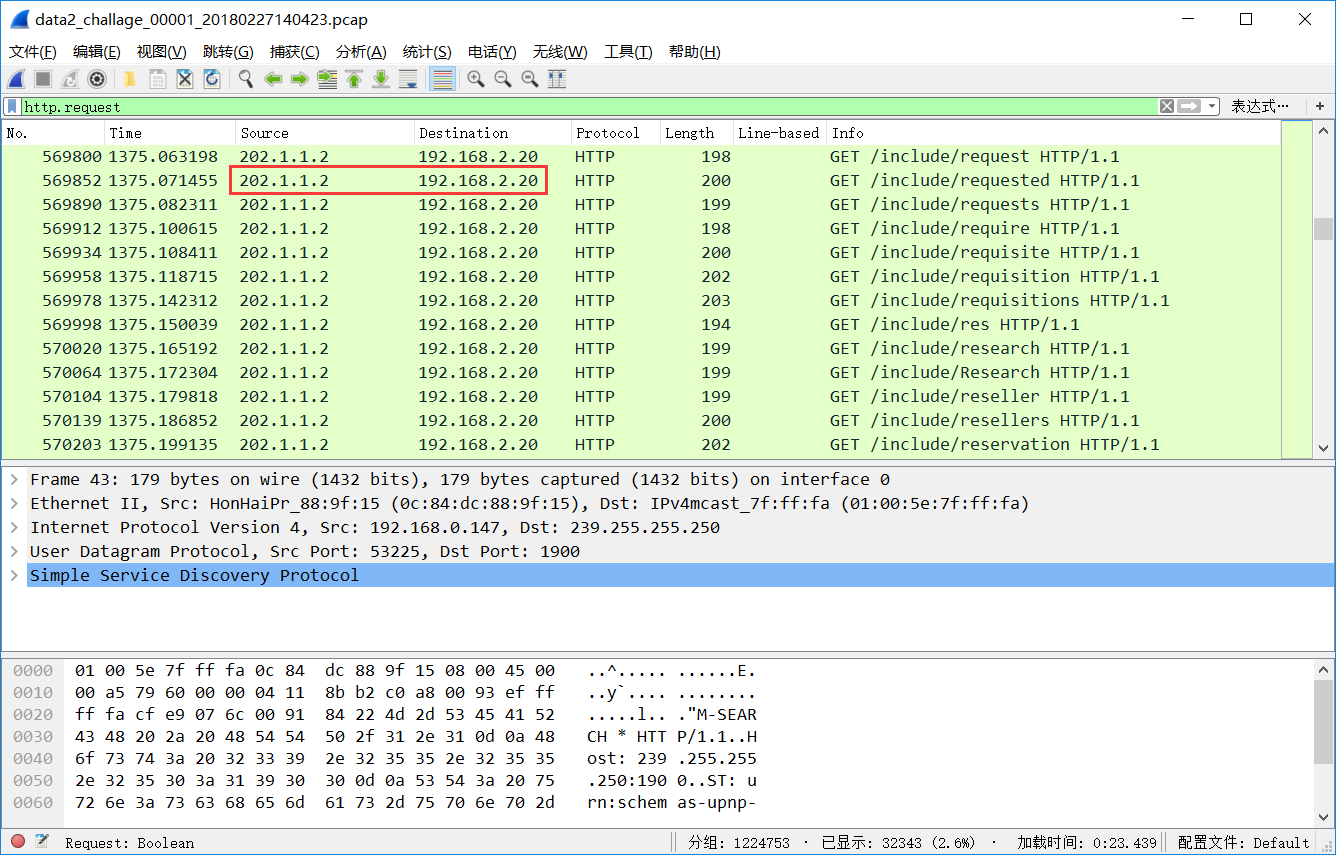 data2_challage_00001_20180227140423.pcap
文件(F) 编辑(E) 视图(V) 跳转(G) 捕获(C) 分析(A) 统计(S) 电话(Y) 无线(W) 工具(T) 帮助(H)
http.request 表达式… +
No. Time Source Destination Protocol Length Line-based Info
569800 1375.063198 202.1.1.2 192.168.2.20 HTTP 198 GET /include/request HTTP/1.1
569852 1375.071455 202.1.1.2 192.168.2.20 HTTP 200 GET /include/requested HTTP/1.1
569890 1375.082311 202.1.1.2 192.168.2.20 HTTP 199 GET /include/requests HTTP/1.1
569912 1375.100615 202.1.1.2 192.168.2.20 HTTP 198 GET /include/require HTTP/1.1
569934 1375.108411 202.1.1.2 192.168.2.20 HTTP 200 GET /include/requisite HTTP/1.1
569958 1375.118715 202.1.1.2 192.168.2.20 HTTP 202 GET /include/requisition HTTP/1.1
569978 1375.142312 202.1.1.2 192.168.2.20 HTTP 203 GET /include/requisitions HTTP/1.1
569998 1375.150039 202.1.1.2 192.168.2.20 HTTP 194 GET /include/res HTTP/1.1
570020 1375.165192 202.1.1.2 192.168.2.20 HTTP 199 GET /include/research HTTP/1.1
570064 1375.172304 202.1.1.2 192.168.2.20 HTTP 199 GET /include/Research HTTP/1.1
570104 1375.179818 202.1.1.2 192.168.2.20 HTTP 199 GET /include/reseller HTTP/1.1
570139 1375.186852 202.1.1.2 192.168.2.20 HTTP 200 GET /include/resellers HTTP/1.1
570203 1375.199135 202.1.1.2 192.168.2.20 HTTP 202 GET /include/reservation HTTP/1.1
Frame 43: 179 bytes on wire (1432 bits), 179 bytes captured (1432 bits) on interface 0
Ethernet II, Src: HonHaiPr_88:9f:15 (0c:84:dc:88:9f:15), Dst: IPv4mcast_7f:ff:fa (01:00:5e:7f:ff:fa)
Internet Protocol Version 4, Src: 192.168.0.147, Dst: 239.255.255.250
User Datagram Protocol, Src Port: 53225, Dst Port: 1900
Simple Service Discovery Protocol
0000 01 00 5e 7f ff fa 0c 84 dc 88 9f 15 08 00 45 00 ..^..... ......E.
0010 00 a5 79 60 00 00 04 11 8b b2 c0 a8 00 93 ef ff ..y`.... ........
0020 ff fa cf e9 07 6c 00 91 84 22 4d 2d 53 45 41 52 .....l.. ."M-SEAR
0030 43 48 20 2a 20 48 54 54 50 2f 31 2e 31 0d 0a 48 CH * HTT P/1.1..H
0040 6f 73 74 3a 20 32 33 39 2e 32 35 35 2e 32 35 35 ost: 239 .255.255
0050 2e 32 35 30 3a 31 39 30 30 0d 0a 53 54 3a 20 75 .250:190 0..ST: u
0060 72 6e 3a 73 63 68 65 6d 61 73 2d 75 70 6e 70 2d rn:schem as-upnp-
Request: Boolean 分组: 1224753 · 已显示: 32343 (2.6%) · 加载时间: 0:23.439 配置文件: Default